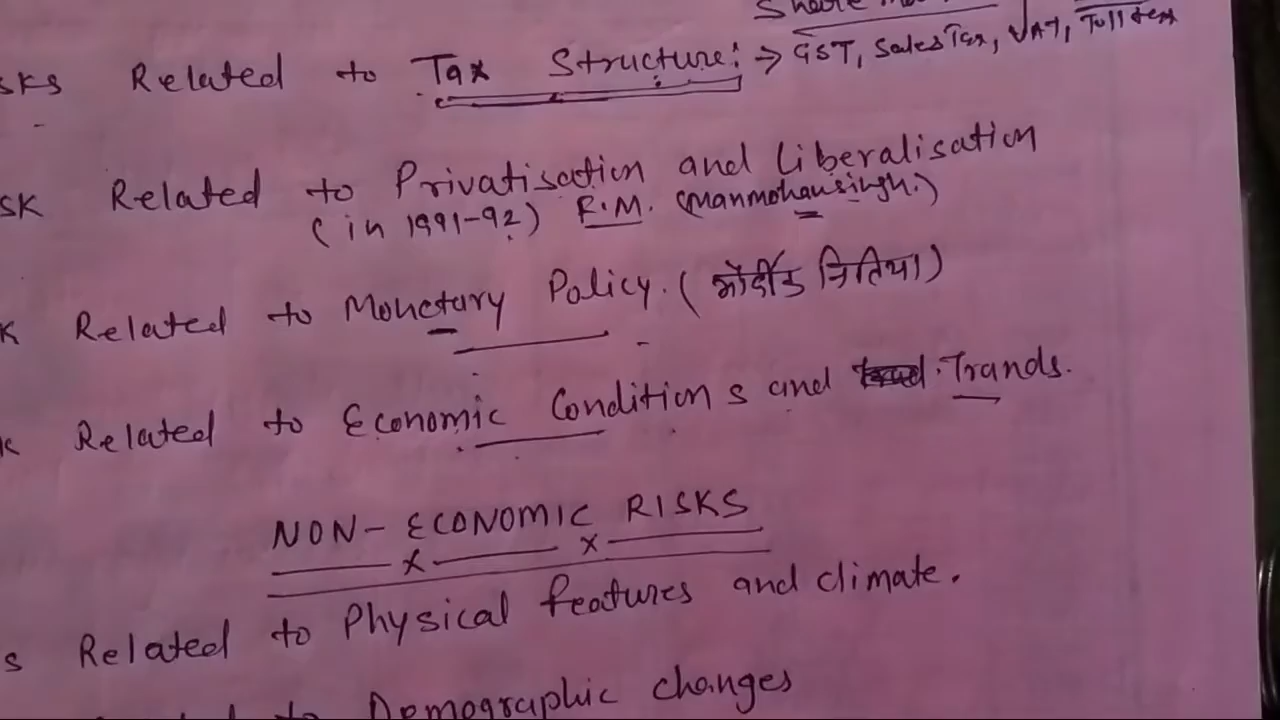 sks Related to Tax Structure: → GST, Sales Tax, VAT, Toll tax
sk Related to Privatisation and Liberalisation
(in 1991-92) F.M. (Manmohansingh.)
k Related to Monetary Policy. (
k Related to Economic Conditions and Trands.
NON-ECONOMIC RISKS
s Related to Physical features and climate.
to Demographic changes